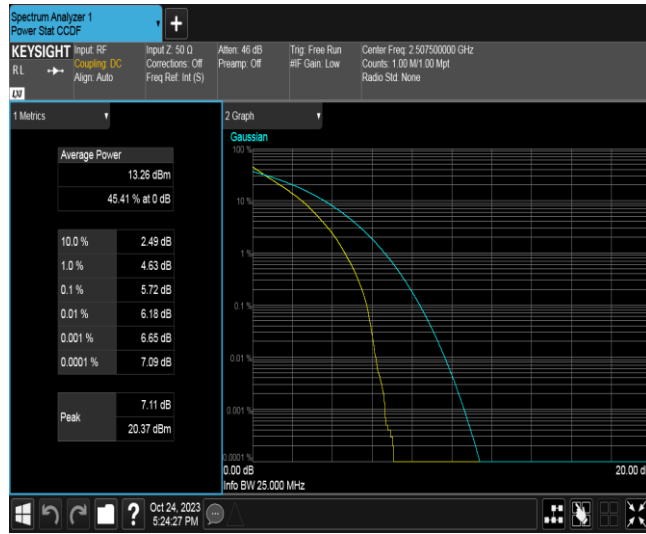 Spectrum Analyzer 1
Power Stat CCDF
KEYSIGHT
R L
LXI
Input: RF
Coupling: DC
Align: Auto
Input Z: 50 Ω
Corrections: Off
Freq Ref: Int (S)
Atten: 46 dB
Preamp: Off
Trig: Free Run
#IF Gain: Low
Center Freq: 2.507500000 GHz
Counts: 1.00 M/1.00 Mpt
Radio Std: None
1 Metrics
Average Power
13.26 dBm
45.41 % at 0 dB
10.0 % 2.49 dB
1.0 % 4.63 dB
0.1 % 5.72 dB
0.01 % 6.18 dB
0.001 % 6.65 dB
0.0001 % 7.09 dB
Peak
7.11 dB
20.37 dBm
2 Graph
Gaussian
100 %
10 %
1 %
0.1 %
0.01 %
0.001 %
0.0001 %
0.00 dB
20.00 d
Info BW 25.000 MHz
?
Oct 24, 2023
5:24:27 PM